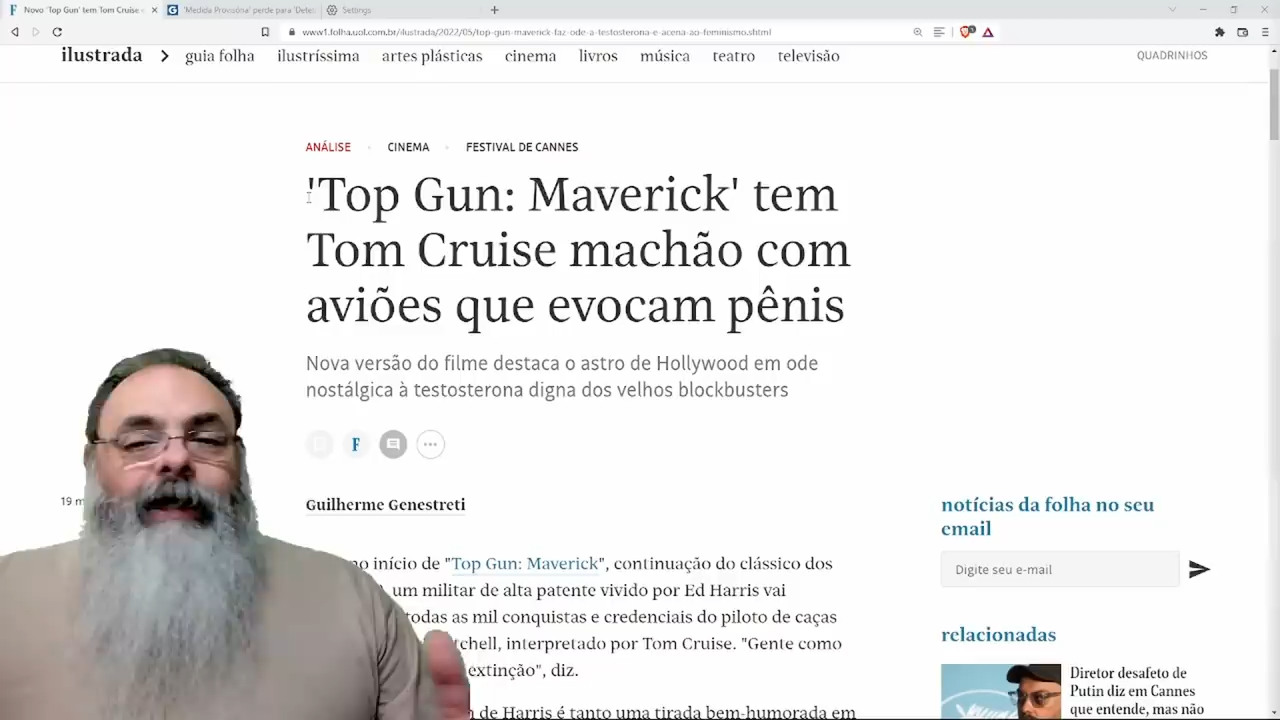 Novo 'Top Gun' tem Tom Cruise
'Medida Provisória' perde para 'Detet
Settings
www1.folha.uol.com.br/ilustrada/2022/05/top-gun-maverick-faz-ode-a-testosterona-e-acena-ao-feminismo.shtml
ilustrada > guia folha ilustríssima artes plásticas cinema livros música teatro televisão QUADRINHOS
ANÁLISE • CINEMA • FESTIVAL DE CANNES
'Top Gun: Maverick' tem
Tom Cruise machão com
aviões que evocam pênis
Nova versão do filme destaca o astro de Hollywood em ode
nostálgica à testosterona digna dos velhos blockbusters
F
19 m
Guilherme Genestreti
no início de "Top Gun: Maverick", continuação do clássico dos
um militar de alta patente vivido por Ed Harris vai
todas as mil conquistas e credenciais do piloto de caças
tchell, interpretado por Tom Cruise. "Gente como
extinção", diz.
de Harris é tanto uma tirada bem-humorada em
notícias da folha no seu
email
Digite seu e-mail
relacionadas
Diretor desafeto de
Putin diz em Cannes
que entende, mas não